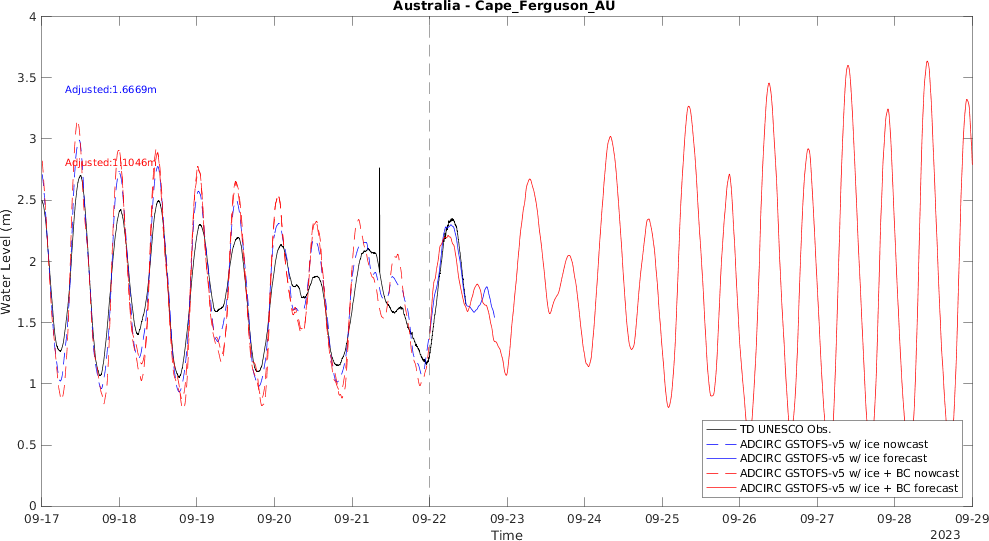 Australia - Cape_Ferguson_AU
4
3.5
3
2.5
2
1.5
1
0.5
0
Water Level (m)
Adjusted:1.6669m
Adjusted:1.1046m
TD UNESCO Obs.
ADCIRC GSTOFS-v5 w/ ice nowcast
ADCIRC GSTOFS-v5 w/ ice forecast
ADCIRC GSTOFS-v5 w/ ice + BC nowcast
ADCIRC GSTOFS-v5 w/ ice + BC forecast
09-17 09-18 09-19 09-20 09-21 09-22 09-23 09-24 09-25 09-26 09-27 09-28 09-29
Time
2023